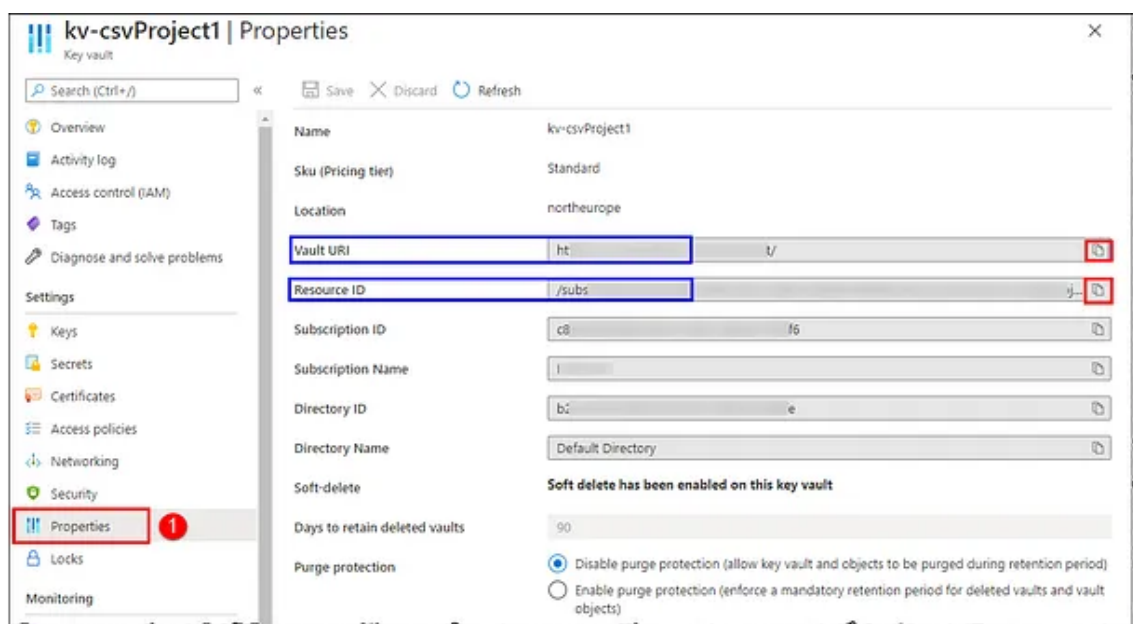 kv-csvProject1 | Properties
Key vault
Search (Ctrl+/)
«
Save
Discard
Refresh
Overview
Activity log
Access control (IAM)
Tags
Diagnose and solve problems
Settings
Keys
Secrets
Certificates
Access policies
Networking
Security
Properties
1
Locks
Monitoring
Name
kv-csvProject1
Sku (Pricing tier)
Standard
Location
northeurope
Vault URI
ht t/
Resource ID
/subs j...
Subscription ID
c8 f6
Subscription Name
Directory ID
b2 e
Directory Name
Default Directory
Soft-delete
Soft delete has been enabled on this key vault
Days to retain deleted vaults
90
Purge protection
Disable purge protection (allow key vault and objects to be purged during retention period)
Enable purge protection (enforce a mandatory retention period for deleted vaults and vault
objects)